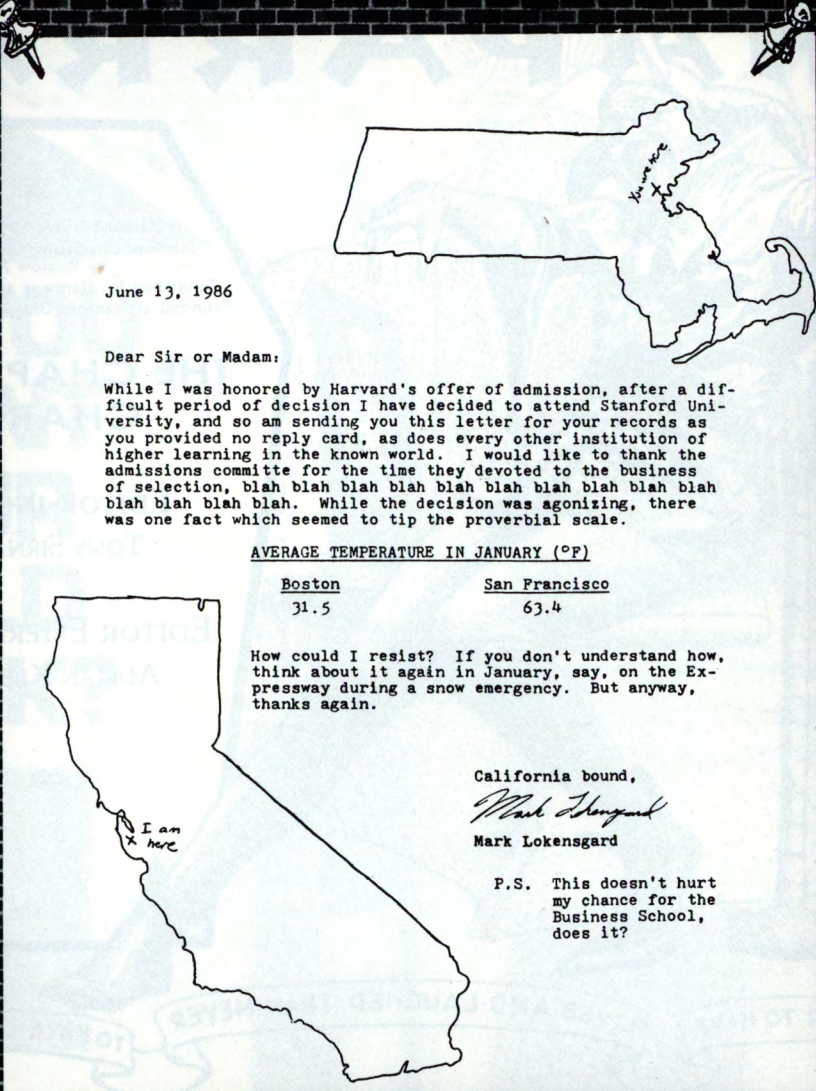 You are here
June 13, 1986
Dear Sir or Madam:
While I was honored by Harvard's offer of admission, after a dif-
ficult period of decision I have decided to attend Stanford Uni-
versity, and so am sending you this letter for your records as
you provided no reply card, as does every other institution of
higher learning in the known world. I would like to thank the
admissions committe for the time they devoted to the business
of selection, blah blah blah blah blah blah blah blah blah blah
blah blah blah blah. While the decision was agonizing, there
was one fact which seemed to tip the proverbial scale.
AVERAGE TEMPERATURE IN JANUARY (°F)
Boston San Francisco
31.5 63.4
How could I resist? If you don't understand how,
think about it again in January, say, on the Ex-
pressway during a snow emergency. But anyway,
thanks again.
I am
here
California bound,
Mark Lokensgard
Mark Lokensgard
P.S. This doesn't hurt
my chance for the
Business School,
does it?